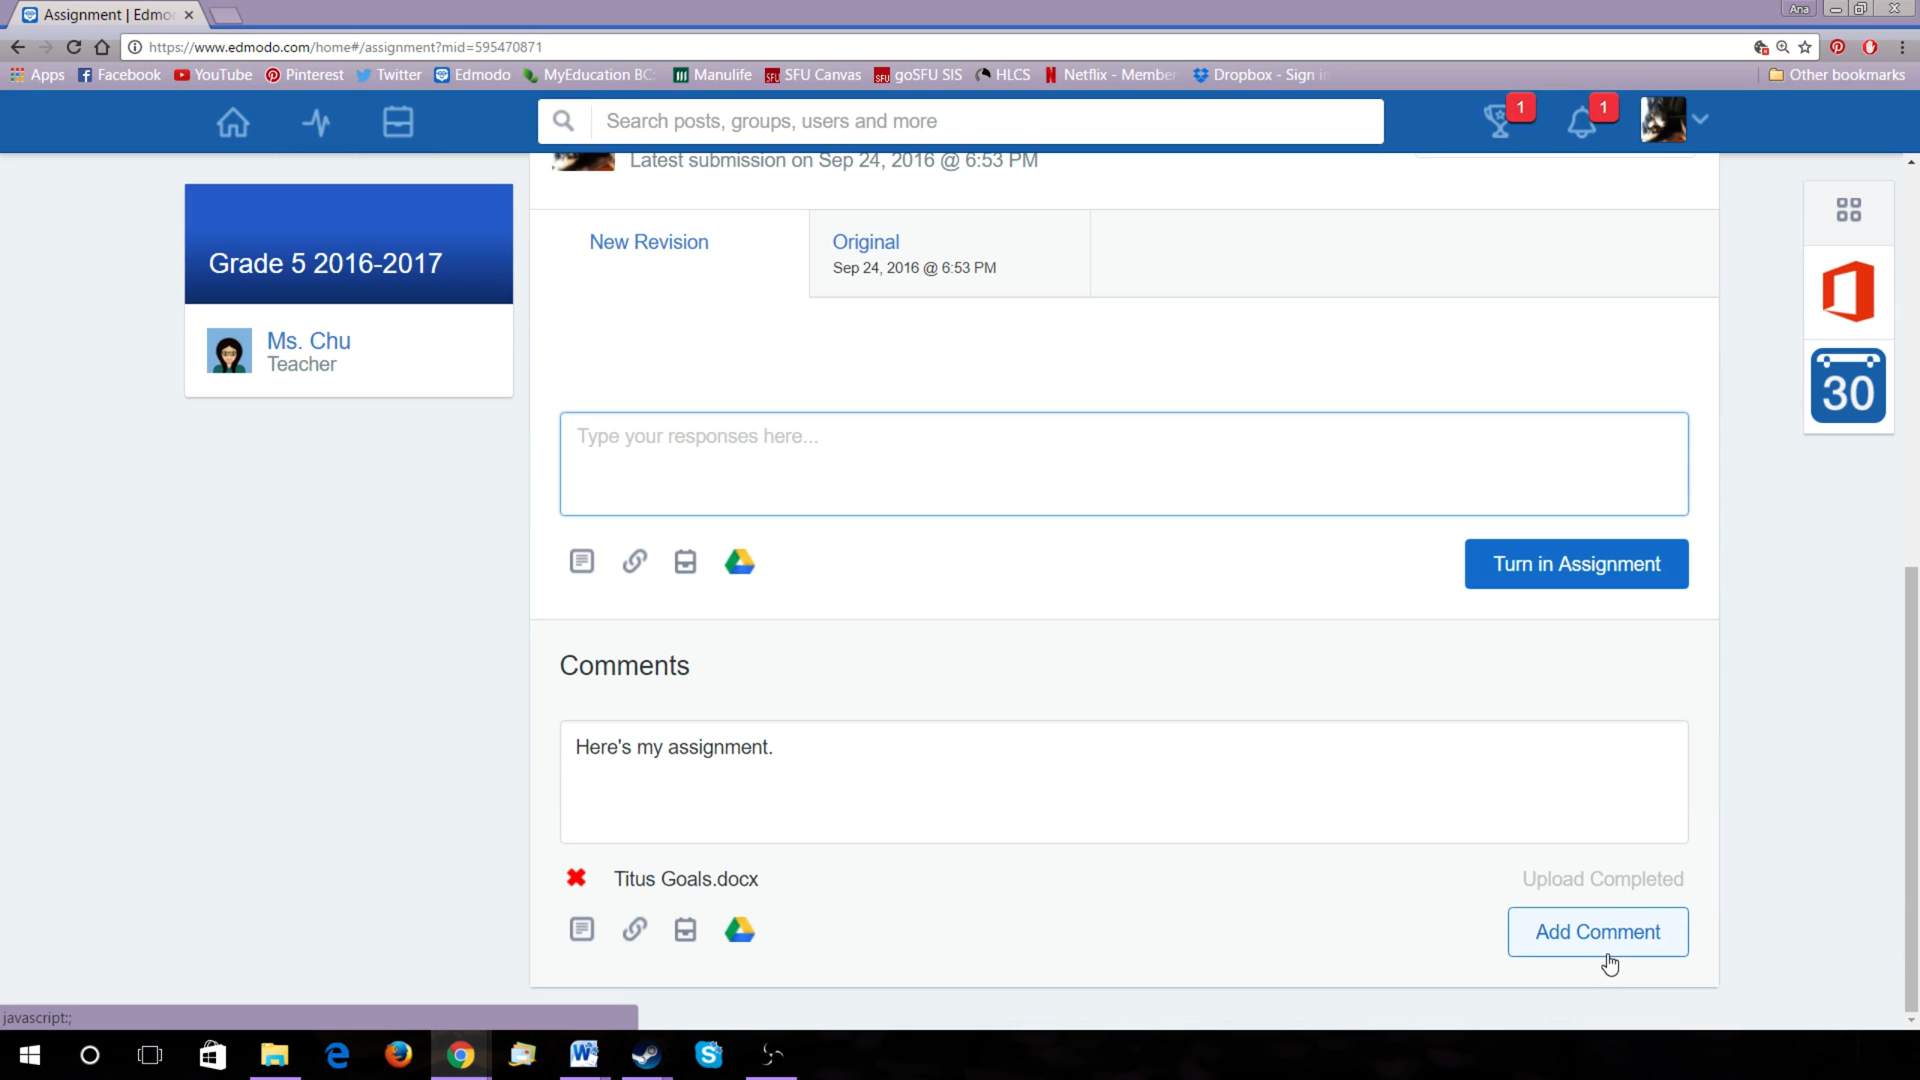 Assignment | Edmo
Ana
https://www.edmodo.com/home#/assignment?mid=595470871
Apps Facebook YouTube Pinterest Twitter Edmodo MyEducation BC: Manulife SFU SFU Canvas SFU goSFU SIS HLCS Netflix - Member Dropbox - Sign in Other bookmarks
Search posts, groups, users and more
1
1
Latest submission on Sep 24, 2016 @ 6:53 PM
Grade 5 2016-2017
Ms. Chu
Teacher
New Revision
Original
Sep 24, 2016 @ 6:53 PM
30
Type your responses here...
Turn in Assignment
Comments
Here's my assignment.
Titus Goals.docx
Upload Completed
Add Comment
javascript:;